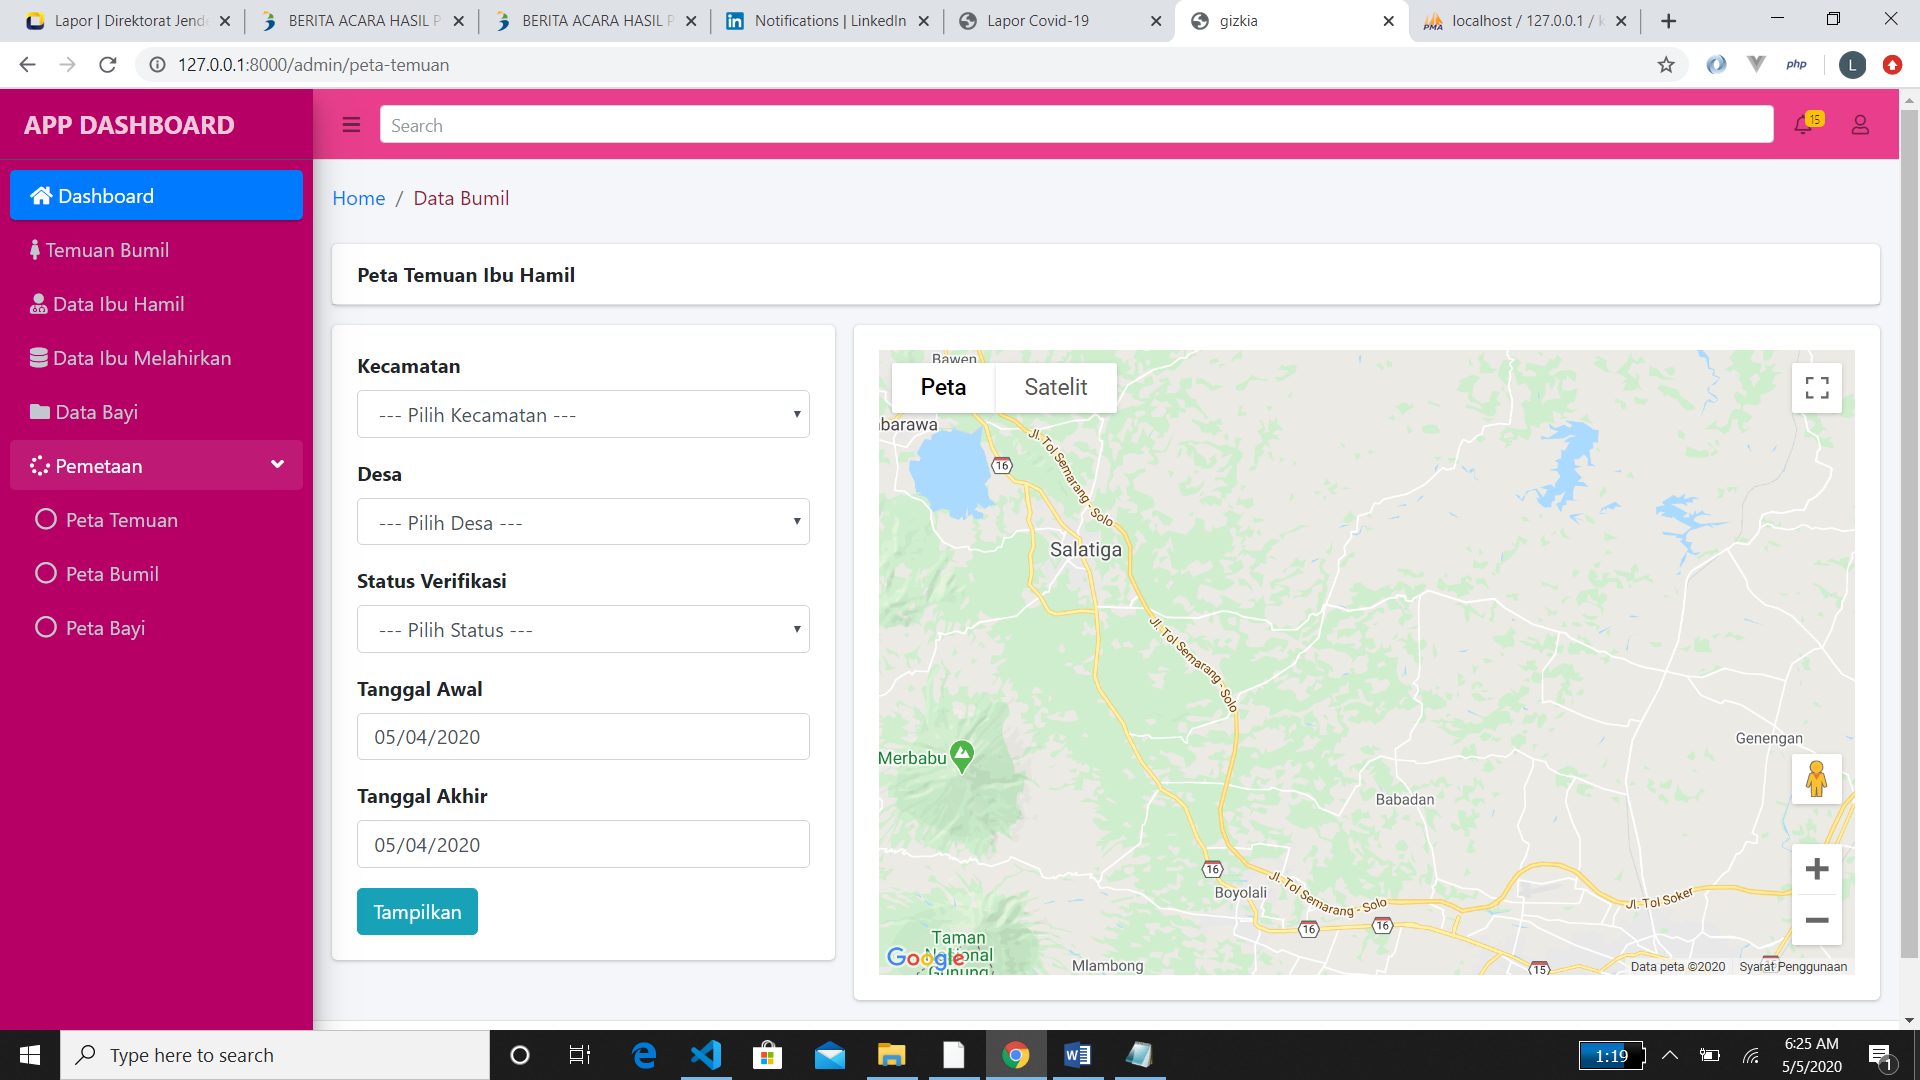 Lapor | Direktorat Jend
BERITA ACARA HASIL P
BERITA ACARA HASIL P
Notifications | LinkedIn
Lapor Covid-19
gizkia
localhost / 127.0.0.1 / k
127.0.0.1:8000/admin/peta-temuan
php
L
APP DASHBOARD
Search
15
Dashboard
Temuan Bumil
Data Ibu Hamil
Data Ibu Melahirkan
Data Bayi
Pemetaan
Peta Temuan
Peta Bumil
Peta Bayi
Home / Data Bumil
Peta Temuan Ibu Hamil
Kecamatan
--- Pilih Kecamatan ---
Desa
--- Pilih Desa ---
Status Verifikasi
--- Pilih Status ---
Tanggal Awal
05/04/2020
Tanggal Akhir
05/04/2020
Tampilkan
Bawen
Peta
Satelit
barawa
16
Jl. Tol Semarang - Solo
Salatiga
Jl. Tol Semarang - Solo
Merbabu
Genengan
Babadan
16
Boyolali
Jl. Tol Semarang - Solo
16
16
Jl. Tol Soker
Taman
Nasional
Gunung
Google
Mlambong
15
Data peta ©2020
Syarat Penggunaan
PMA
Type here to search
1:19
6:25 AM
5/5/2020
1